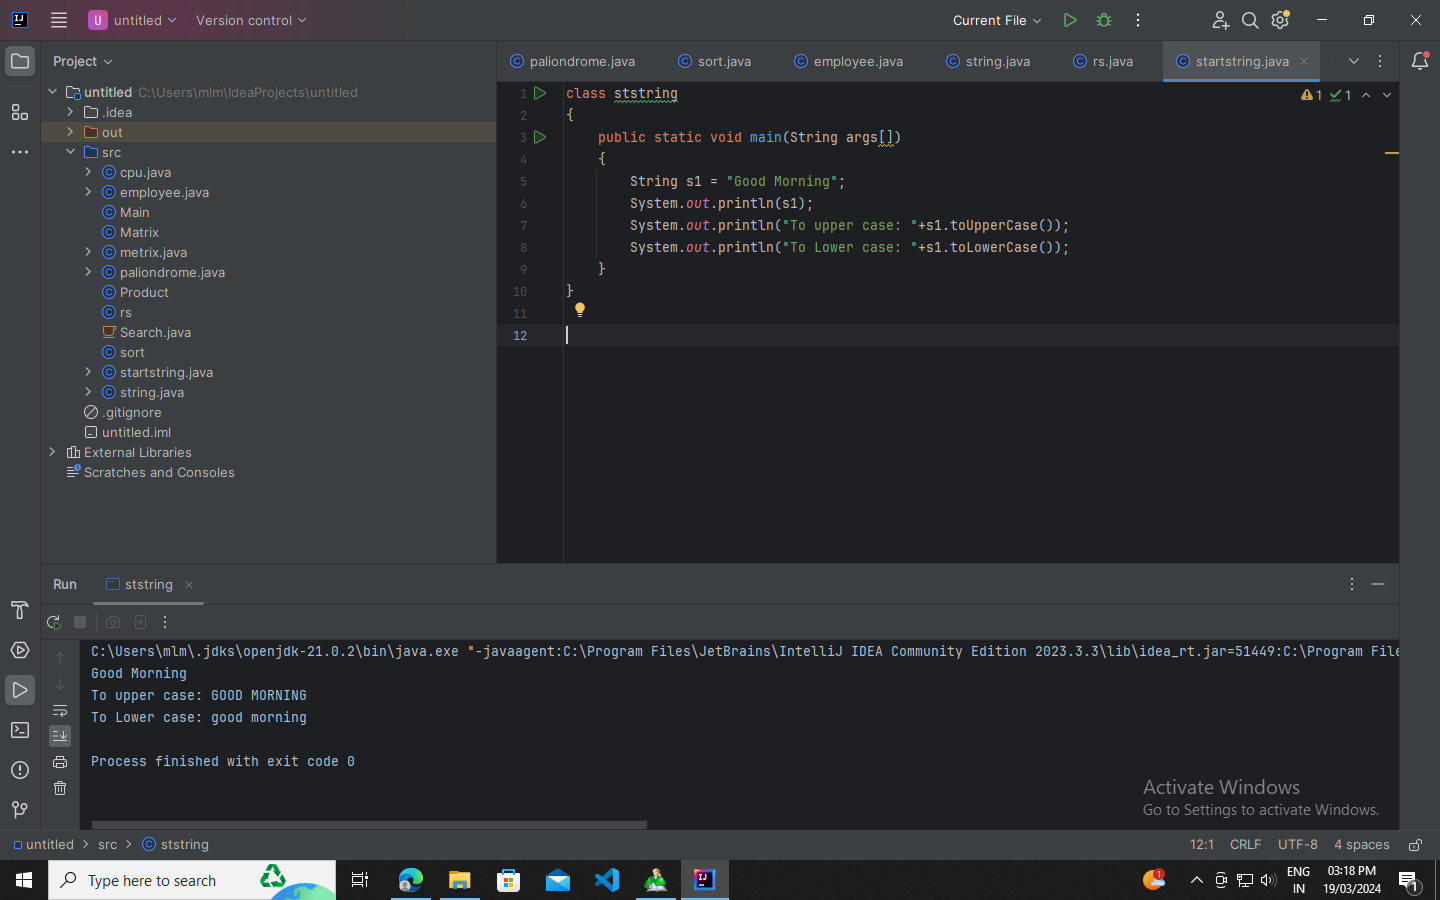 U untitled Version control Current File
Project
paliondrome.java sort.java employee.java string.java rs.java startstring.java
untitled C:\Users\mlm\IdeaProjects\untitled
.idea
out
src
cpu.java
employee.java
Main
Matrix
metrix.java
paliondrome.java
Product
rs
Search.java
sort
startstring.java
string.java
.gitignore
untitled.iml
External Libraries
Scratches and Consoles
1 class ststring
2 {
3 public static void main(String args[])
4 {
5 String s1 = "Good Morning";
6 System.out.println(s1);
7 System.out.println("To upper case: "+s1.toUpperCase());
8 System.out.println("To Lower case: "+s1.toLowerCase());
9 }
10 }
11
12
1 1
Run ststring
C:\Users\mlm\.jdks\openjdk-21.0.2\bin\java.exe "-javaagent:C:\Program Files\JetBrains\IntelliJ IDEA Community Edition 2023.3.3\lib\idea_rt.jar=51449:C:\Program File
Good Morning
To upper case: GOOD MORNING
To Lower case: good morning
Process finished with exit code 0
Activate Windows
Go to Settings to activate Windows.
untitled src ststring 12:1 CRLF UTF-8 4 spaces
Type here to search
1
ENG
IN
03:18 PM
19/03/2024
1